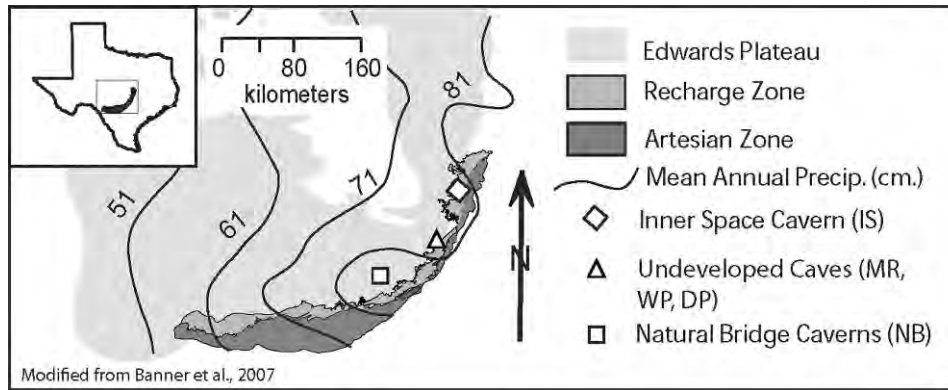 0 80 160
kilometers
51
61
71
81
Edwards Plateau
Recharge Zone
Artesian Zone
Mean Annual Precip. (cm.)
Inner Space Cavern (IS)
Undeveloped Caves (MR,
WP, DP)
Natural Bridge Caverns (NB)
N
Modified from Banner et al., 2007